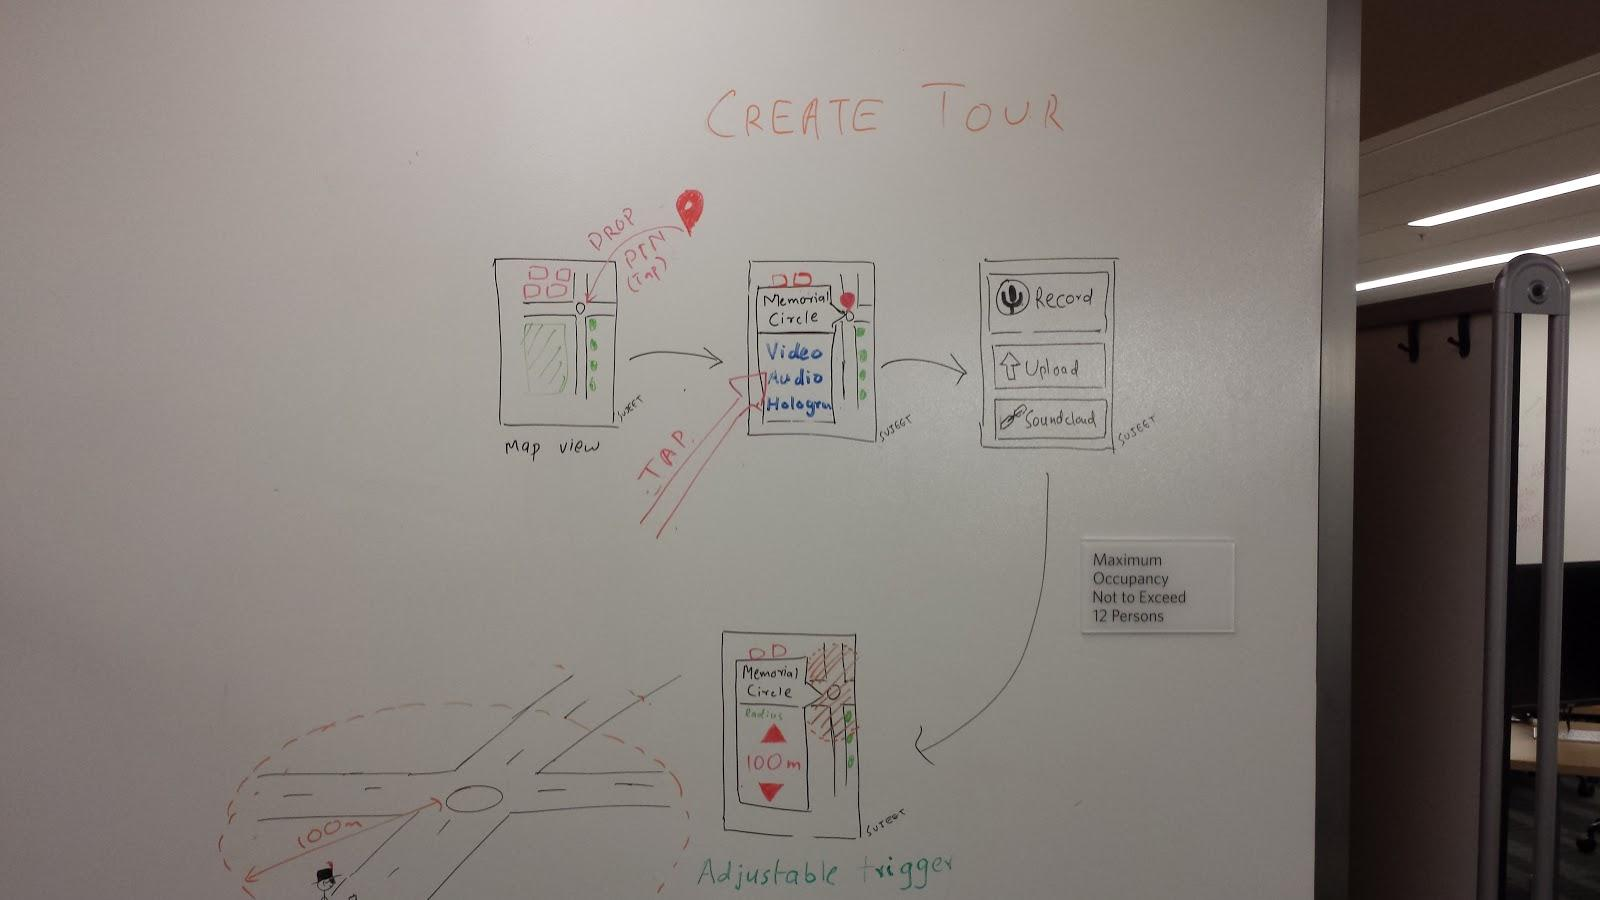 CREATE TOUR
DROP
PIN
(Tap)
Map view
SUJEET
Memorial
Circle
Video
Audio
Hologram
TAP
SUJEET
Record
Upload
Soundcloud
SUJEET
Maximum
Occupancy
Not to Exceed
12 Persons
Memorial
Circle
Radius
100m
SUJEET
Adjustable trigger
100m